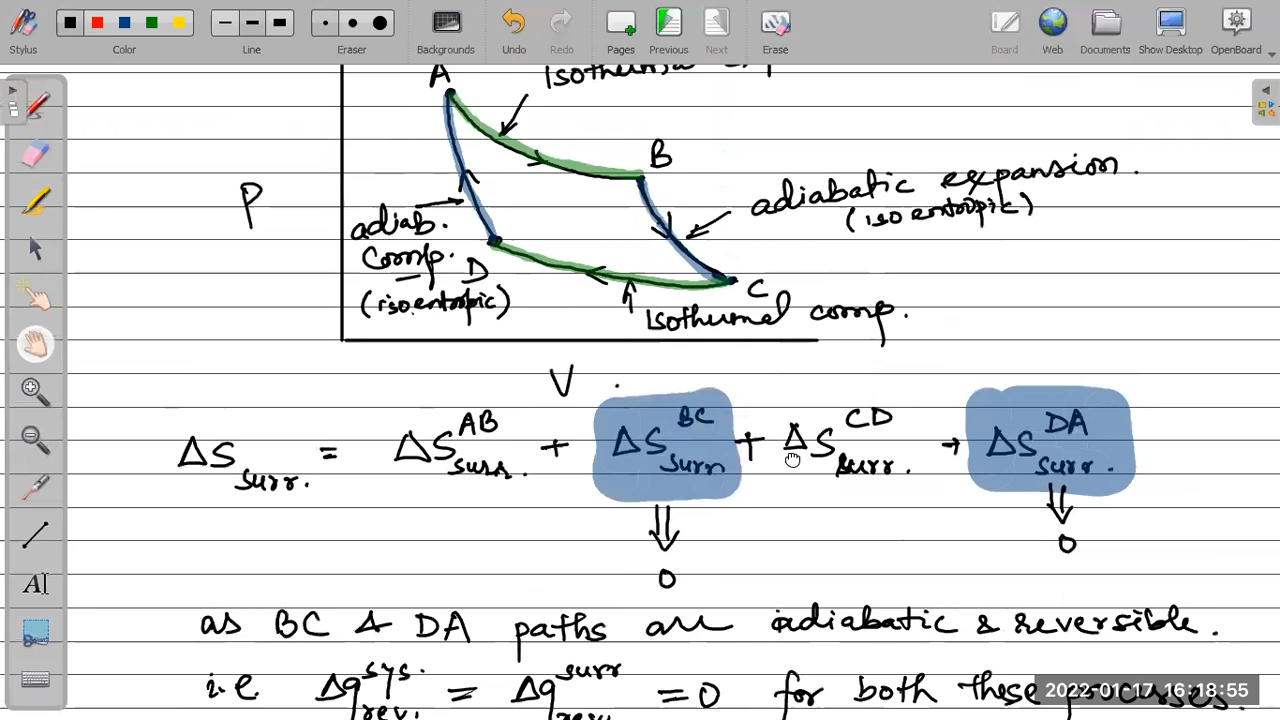 Stylus Color Line Eraser Backgrounds Undo Redo Pages Previous Next Erase Board Web Documents Show Desktop OpenBoard
A
B
P
adiabatic expansion.
(isoentropic)
adiab.
comp.
D
(isoentropic)
C
Isothermal comp.
V .
ΔS surr. = ΔS AB surr. + ΔS BC surr + ΔS CD surr. + ΔS DA surr.
0
0
as BC & DA paths are adiabatic & reversible.
i.e Δq sys. rev. = Δq surr rev. = 0 for both these processes.
2022-01-17 16:18:55